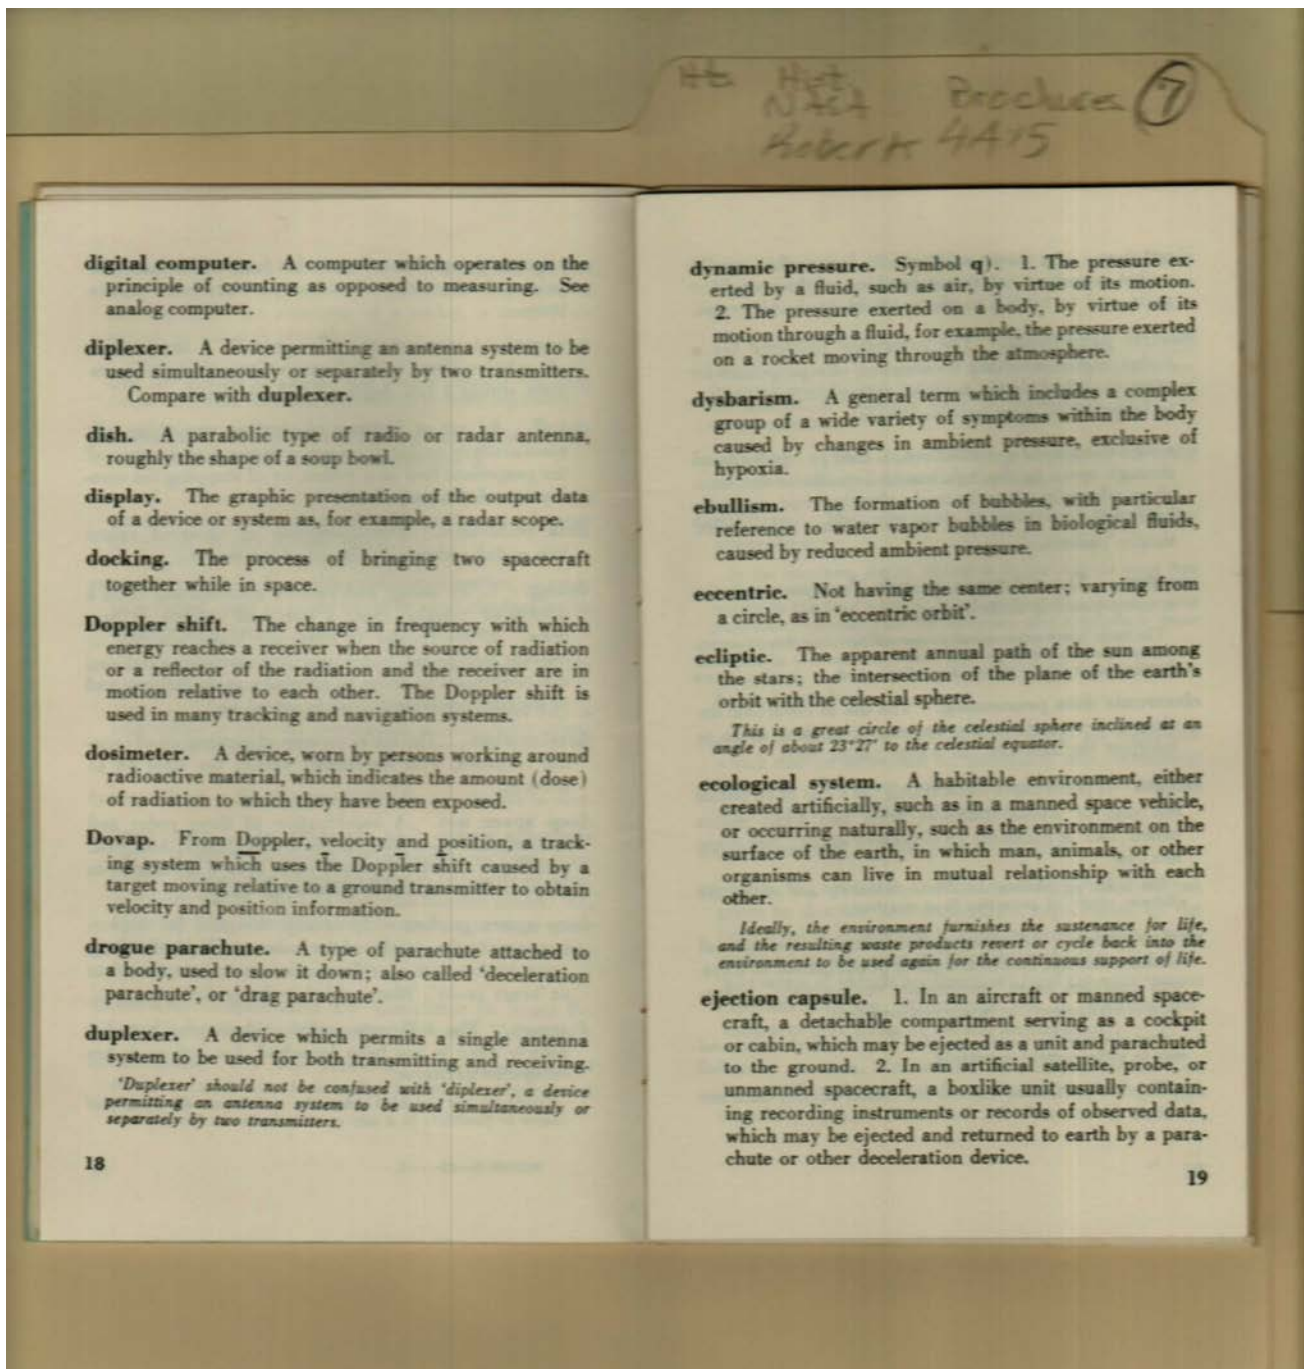 Brochures 7
4A15
digital computer. A computer which operates on the
principle of counting as opposed to measuring. See
analog computer.
diplexer. A device permitting an antenna system to be
used simultaneously or separately by two transmitters.
Compare with duplexer.
dish. A parabolic type of radio or radar antenna,
roughly the shape of a soup bowl.
display. The graphic presentation of the output data
of a device or system as, for example, a radar scope.
docking. The process of bringing two spacecraft
together while in space.
Doppler shift. The change in frequency with which
energy reaches a receiver when the source of radiation
or a reflector of the radiation and the receiver are in
motion relative to each other. The Doppler shift is
used in many tracking and navigation systems.
dosimeter. A device, worn by persons working around
radioactive material, which indicates the amount (dose)
of radiation to which they have been exposed.
Dovap. From Doppler, velocity and position, a track-
ing system which uses the Doppler shift caused by a
target moving relative to a ground transmitter to obtain
velocity and position information.
drogue parachute. A type of parachute attached to
a body, used to slow it down; also called 'deceleration
parachute', or 'drag parachute'.
duplexer. A device which permits a single antenna
system to be used for both transmitting and receiving.
'Duplexer' should not be confused with 'diplexer', a device
permitting an antenna system to be used simultaneously or
separately by two transmitters.
18
dynamic pressure. Symbol q). 1. The pressure ex-
erted by a fluid, such as air, by virtue of its motion.
2. The pressure exerted on a body, by virtue of its
motion through a fluid, for example, the pressure exerted
on a rocket moving through the atmosphere.
dysbarism. A general term which includes a complex
group of a wide variety of symptoms within the body
caused by changes in ambient pressure, exclusive of
hypoxia.
ebullism. The formation of bubbles, with particular
reference to water vapor bubbles in biological fluids,
caused by reduced ambient pressure.
eccentric. Not having the same center; varying from
a circle, as in 'eccentric orbit'.
ecliptic. The apparent annual path of the sun among
the stars; the intersection of the plane of the earth's
orbit with the celestial sphere.
This is a great circle of the celestial sphere inclined at an
angle of about 23°27' to the celestial equator.
ecological system. A habitable environment, either
created artificially, such as in a manned space vehicle,
or occurring naturally, such as the environment on the
surface of the earth, in which man, animals, or other
organisms can live in mutual relationship with each
other.
Ideally, the environment furnishes the sustenance for life,
and the resulting waste products revert or cycle back into the
environment to be used again for the continuous support of life.
ejection capsule. 1. In an aircraft or manned space-
craft, a detachable compartment serving as a cockpit
or cabin, which may be ejected as a unit and parachuted
to the ground. 2. In an artificial satellite, probe, or
unmanned spacecraft, a boxlike unit usually contain-
ing recording instruments or records of observed data,
which may be ejected and returned to earth by a para-
chute or other deceleration device.
19